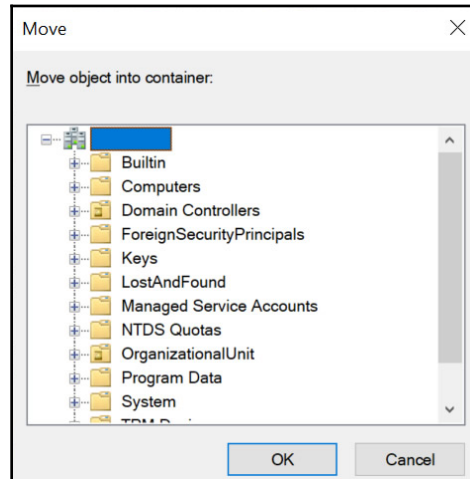 Move
Move object into container:
Builtin
Computers
Domain Controllers
ForeignSecurityPrincipals
Keys
LostAndFound
Managed Service Accounts
NTDS Quotas
OrganizationalUnit
Program Data
System
OK Cancel